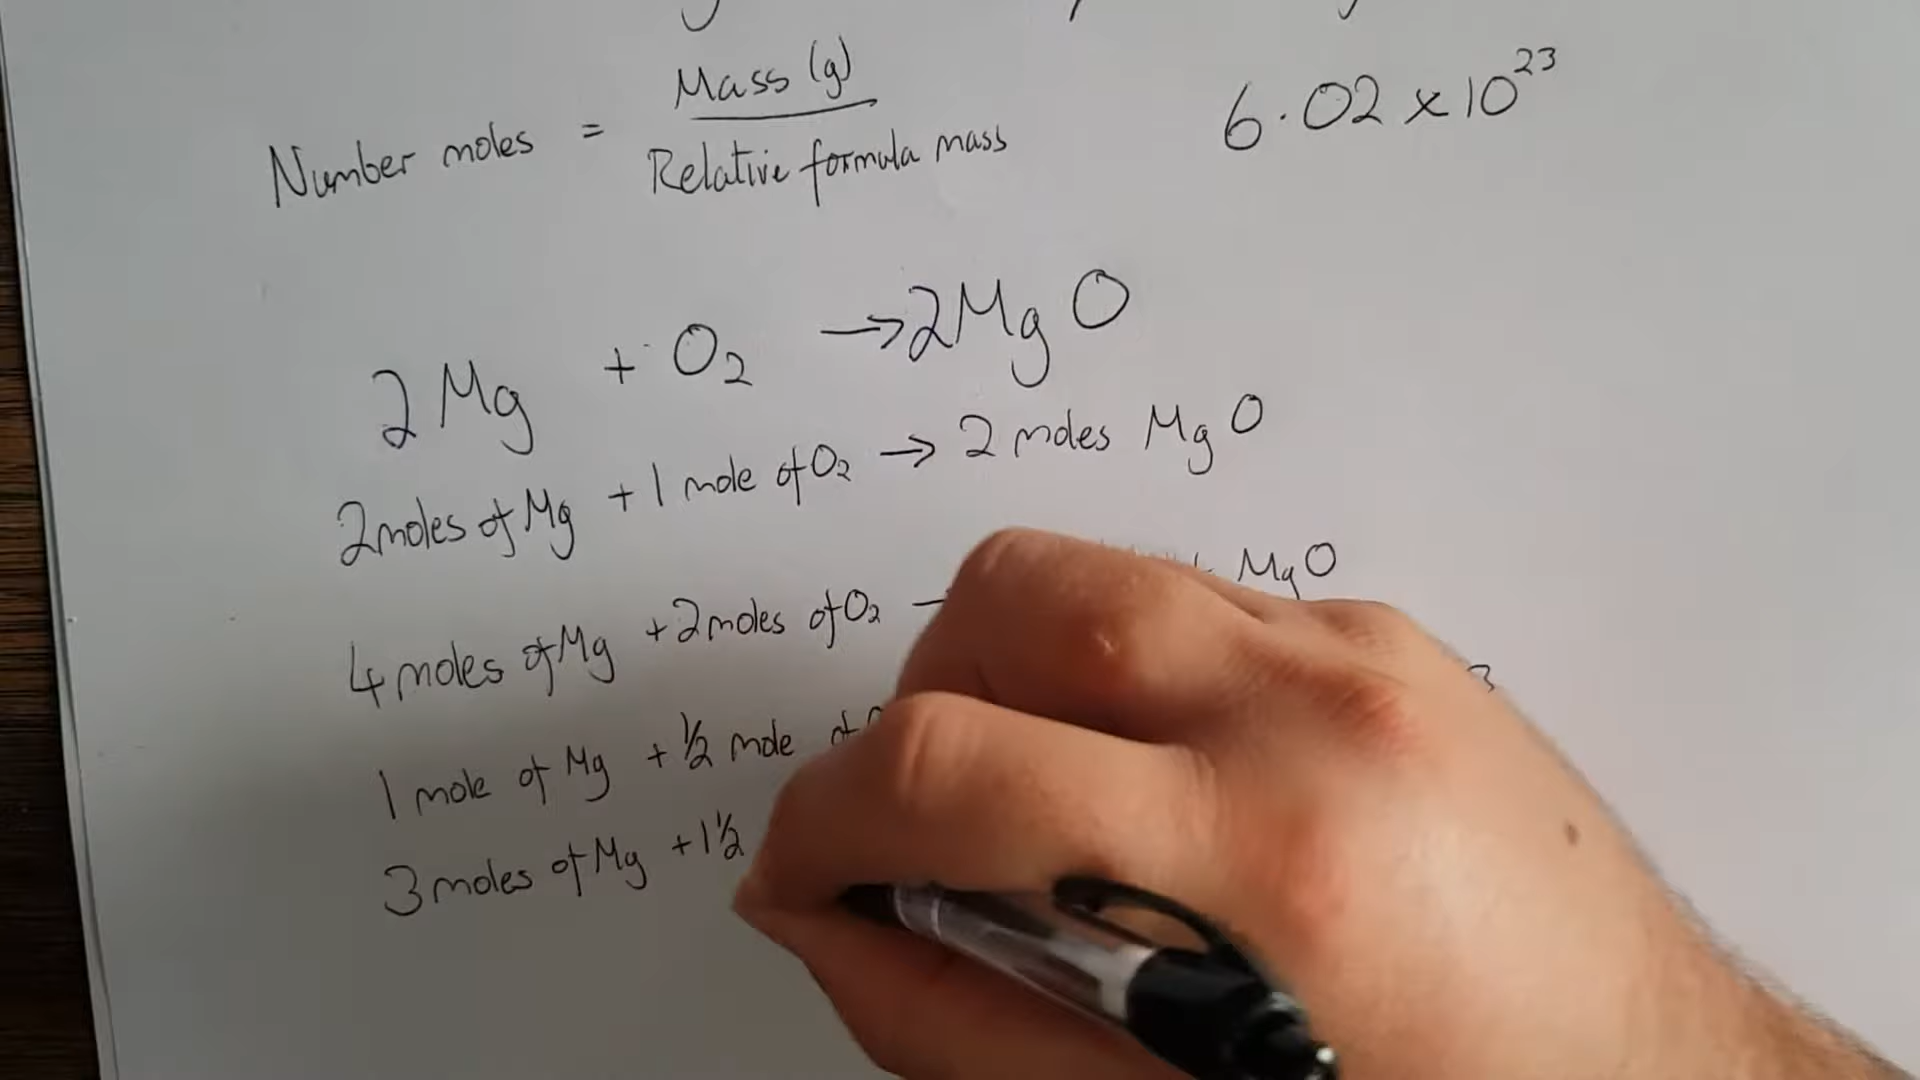 Number moles = Mass (g) / Relative formula mass
6.02 x 10²³
2Mg + O₂ → 2MgO
2moles of Mg + 1 mole of O₂ → 2 moles MgO
4 moles of Mg + 2moles of O₂ MgO
1 mole of Mg + ½ mole of
3 moles of Mg + 1½